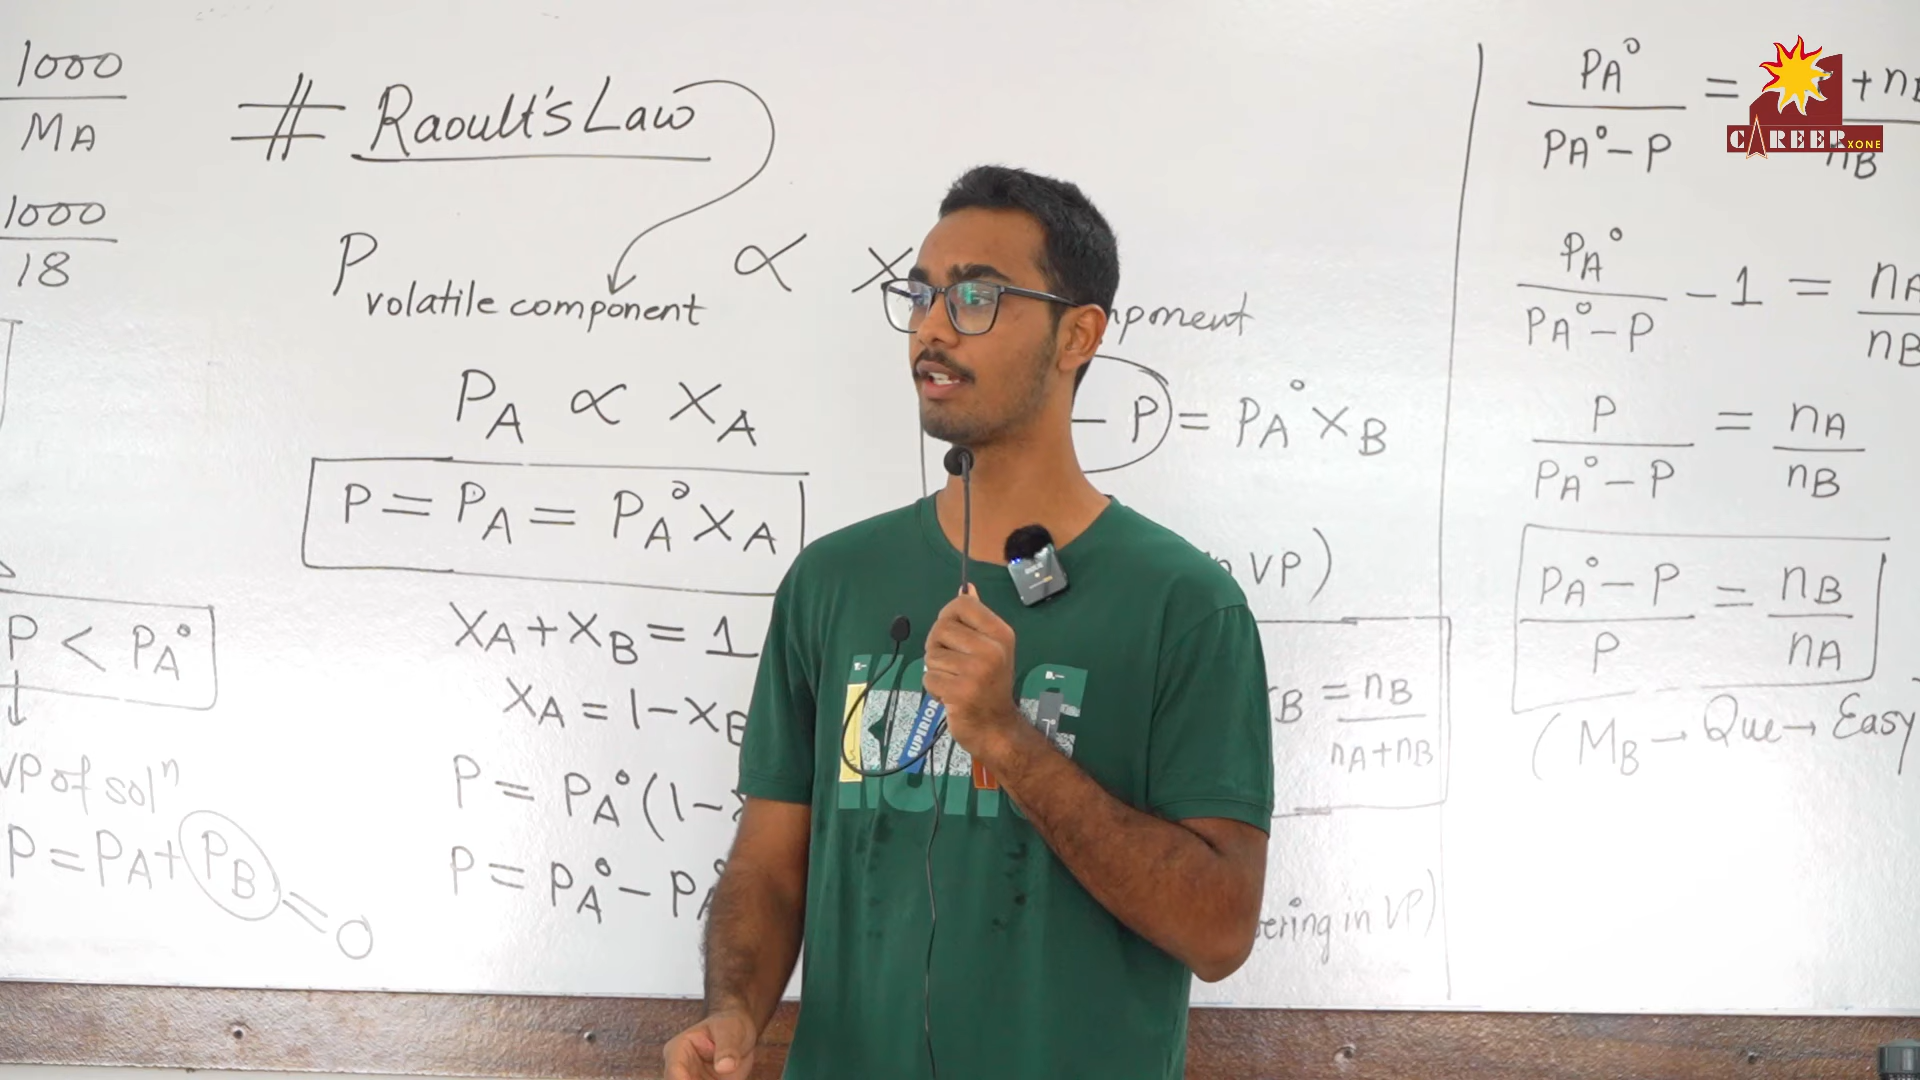 1000
MA
1000
18
P < PA°
VP of solⁿ
P = PA + PB = 0
# Raoult's Law
P volatile component ∝ x
PA ∝ xA
P = PA = PA° xA
xA + xB = 1
xA = 1 - xB
P = PA° (1 -
P = PA° -
- P = PA° xB
VP)
B = nB
nA + nB
in VP)
PA° = + nB
PA° - P nB
PA° - 1 = nA
PA° - P nB
P = nA
PA° - P nB
PA° - P = nB
P nA
( MB → Que → Easy
CAREER XONE
SUPERIOR